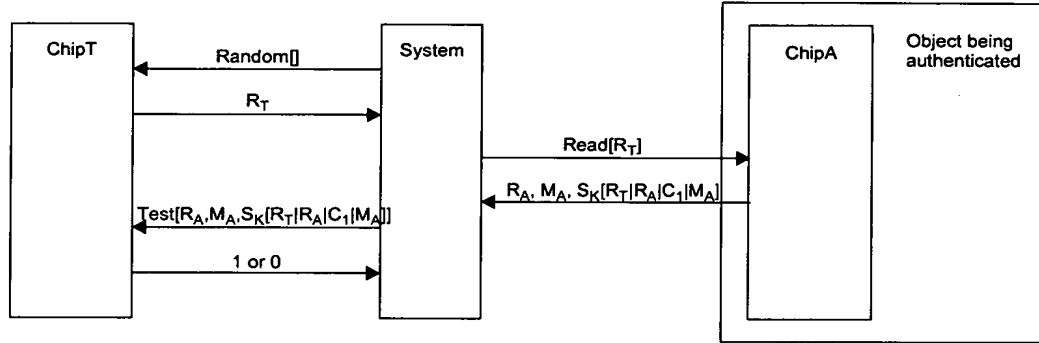 ChipT
System
ChipA
Object being
authenticated
Random[]
R_T
Read[R_T]
R_A, M_A, S_K[R_T|R_A|C_1|M_A]
Test[R_A,M_A,S_K[R_T|R_A|C_1|M_A]]
1 or 0